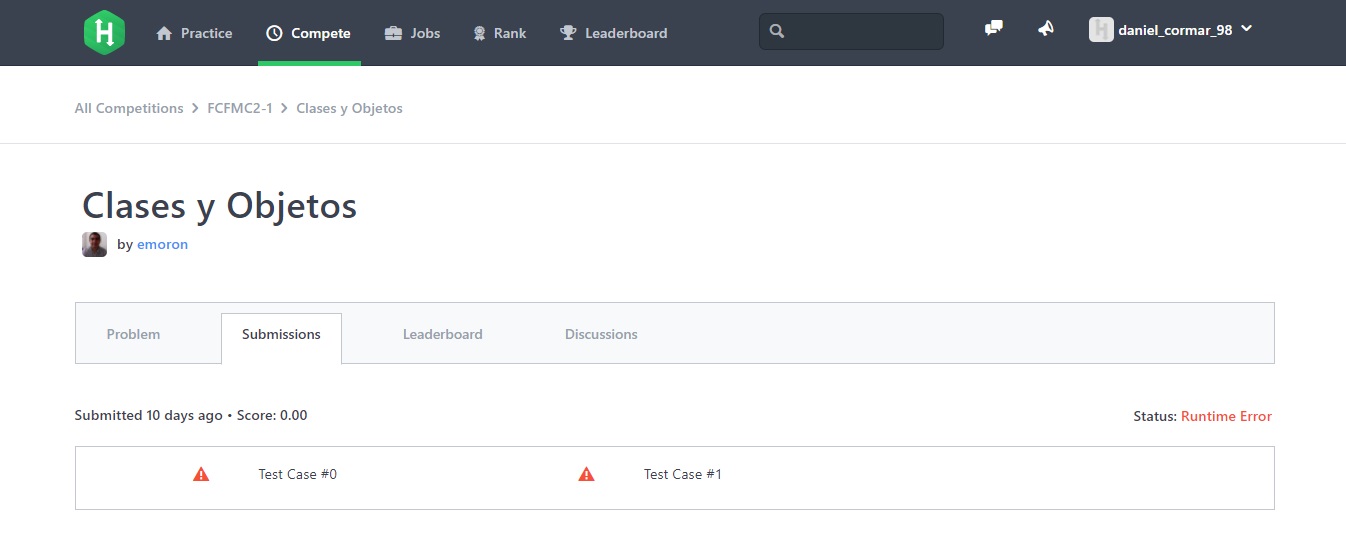 Practice Compete Jobs Rank Leaderboard daniel_cormar_98
All Competitions > FCFMC2-1 > Clases y Objetos
Clases y Objetos
by emoron
Problem Submissions Leaderboard Discussions
Submitted 10 days ago • Score: 0.00 Status: Runtime Error
Test Case #0 Test Case #1